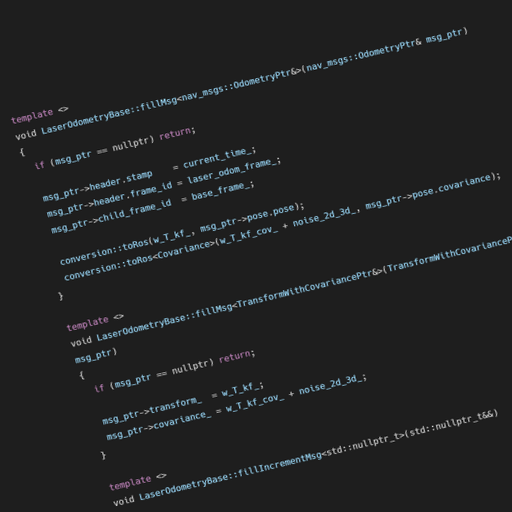 template <>
void LaserOdometryBase::fillMsg<nav_msgs::OdometryPtr&>(nav_msgs::OdometryPtr& msg_ptr)
{
if (msg_ptr == nullptr) return;
msg_ptr->header.stamp = current_time_;
msg_ptr->header.frame_id = laser_odom_frame_;
msg_ptr->child_frame_id = base_frame_;
conversion::toRos(w_T_kf_, msg_ptr->pose.pose);
conversion::toRos<Covariance>(w_T_kf_cov_ + noise_2d_3d_, msg_ptr->pose.covariance);
}
template <>
void LaserOdometryBase::fillMsg<TransformWithCovariancePtr&>(TransformWithCovarianceP
msg_ptr)
{
if (msg_ptr == nullptr) return;
msg_ptr->transform_ = w_T_kf_;
msg_ptr->covariance_ = w_T_kf_cov_ + noise_2d_3d_;
}
template <>
void LaserOdometryBase::fillIncrementMsg<std::nullptr_t>(std::nullptr_t&&)